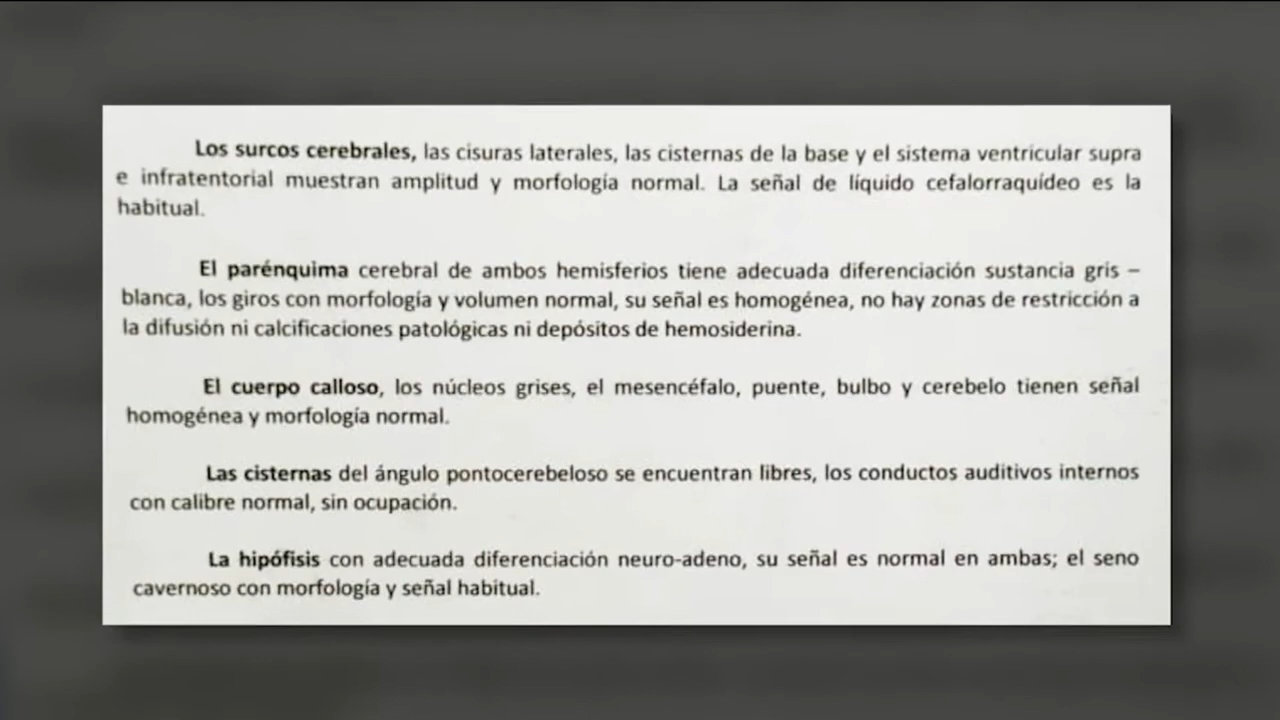 Los surcos cerebrales, las cisuras laterales, las cisternas de la base y el sistema ventricular supra
e infratentorial muestran amplitud y morfología normal. La señal de líquido cefalorraquídeo es la
habitual.
El parénquima cerebral de ambos hemisferios tiene adecuada diferenciación sustancia gris –
blanca, los giros con morfología y volumen normal, su señal es homogénea, no hay zonas de restricción a
la difusión ni calcificaciones patológicas ni depósitos de hemosiderina.
El cuerpo calloso, los núcleos grises, el mesencéfalo, puente, bulbo y cerebelo tienen señal
homogénea y morfología normal.
Las cisternas del ángulo pontocerebeloso se encuentran libres, los conductos auditivos internos
con calibre normal, sin ocupación.
La hipófisis con adecuada diferenciación neuro-adeno, su señal es normal en ambas; el seno
cavernoso con morfología y señal habitual.